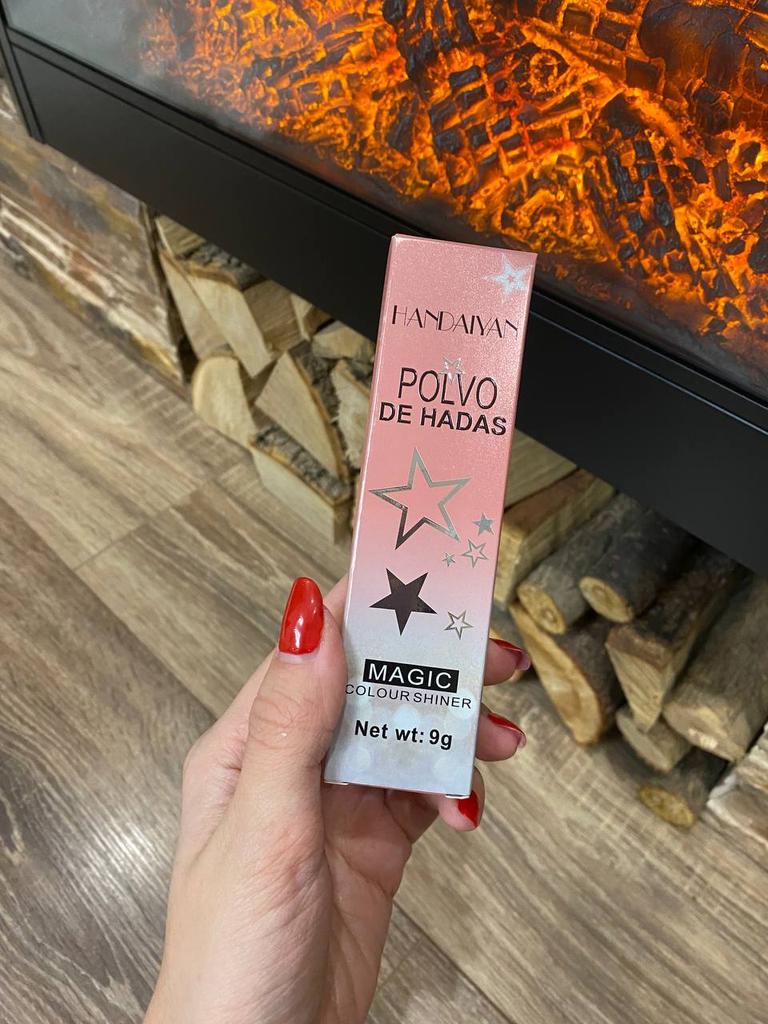 HANDAIYAN
POLVO
DE HADAS
MAGIC
COLOUR SHINER
Net wt: 9g